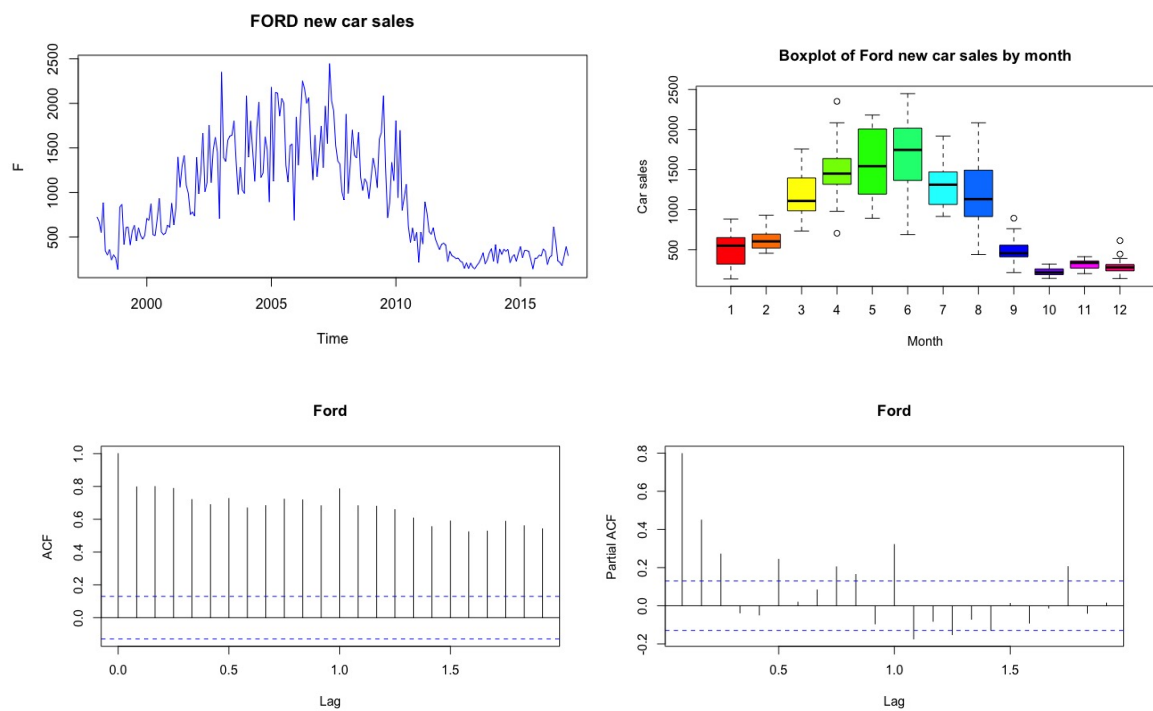 FORD new car sales
F
500 1000 1500 2000 2500
2000 2005 2010 2015
Time
Boxplot of Ford new car sales by month
Car sales
500 1000 1500 2000 2500
1 2 3 4 5 6 7 8 9 10 11 12
Month
Ford
ACF
0.0 0.2 0.4 0.6 0.8 1.0
0.0 0.5 1.0 1.5
Lag
Ford
Partial ACF
-0.2 0.0 0.2 0.4 0.6 0.8
0.5 1.0 1.5
Lag